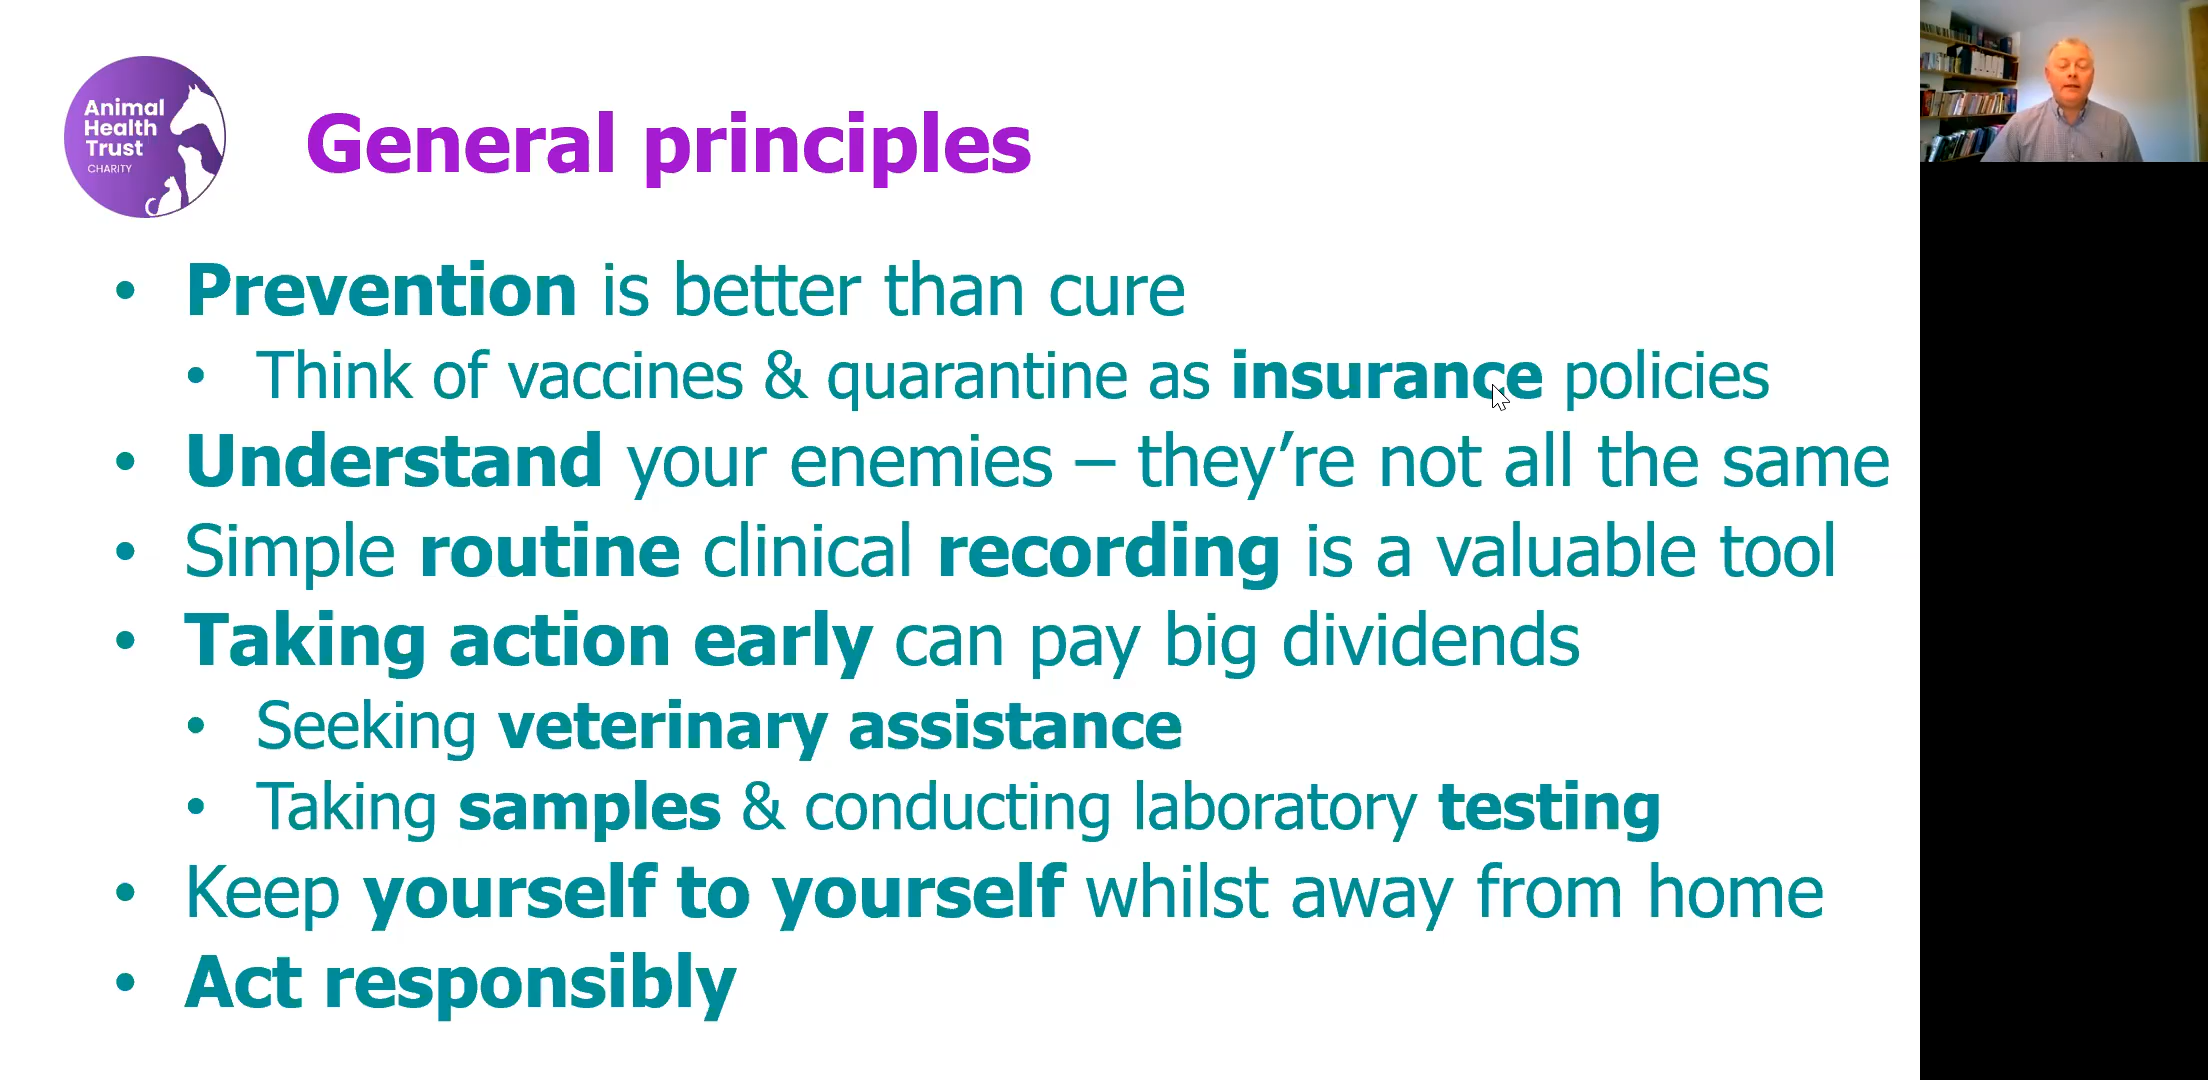 Animal
Health
Trust
CHARITY
General principles
• Prevention is better than cure
• Think of vaccines & quarantine as insurance policies
• Understand your enemies – they’re not all the same
• Simple routine clinical recording is a valuable tool
• Taking action early can pay big dividends
• Seeking veterinary assistance
• Taking samples & conducting laboratory testing
• Keep yourself to yourself whilst away from home
• Act responsibly